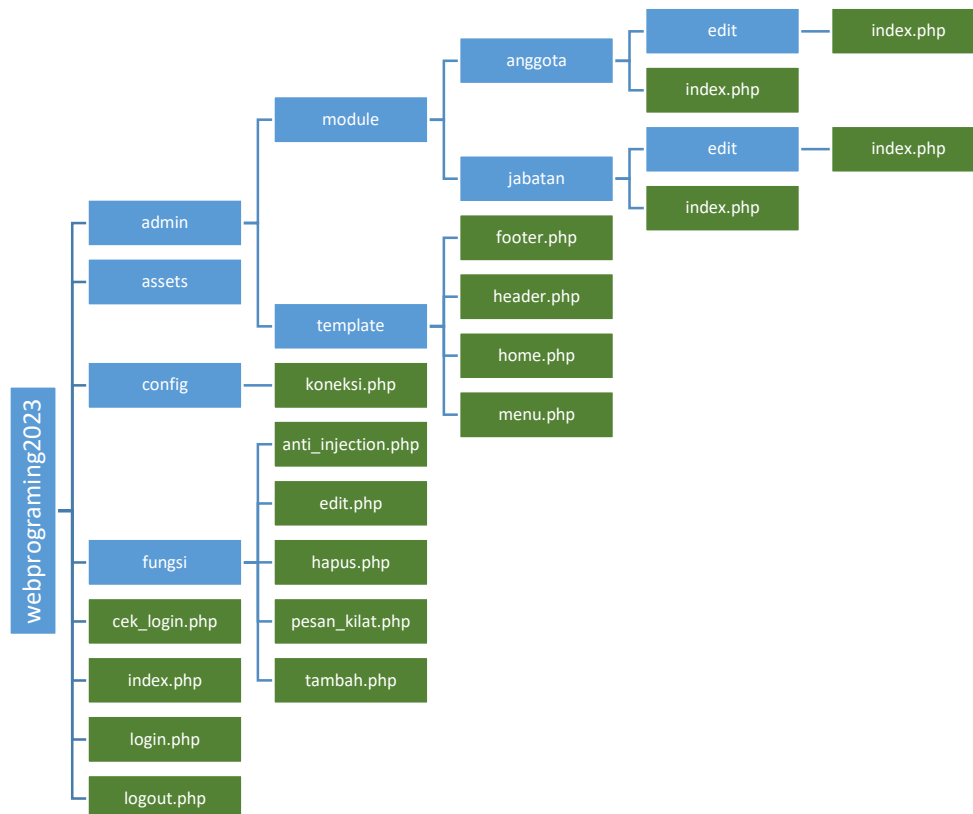 webprograming2023
admin
module
anggota
edit
index.php
index.php
jabatan
edit
index.php
index.php
template
footer.php
header.php
home.php
menu.php
assets
config
koneksi.php
fungsi
anti_injection.php
edit.php
hapus.php
pesan_kilat.php
tambah.php
cek_login.php
index.php
login.php
logout.php